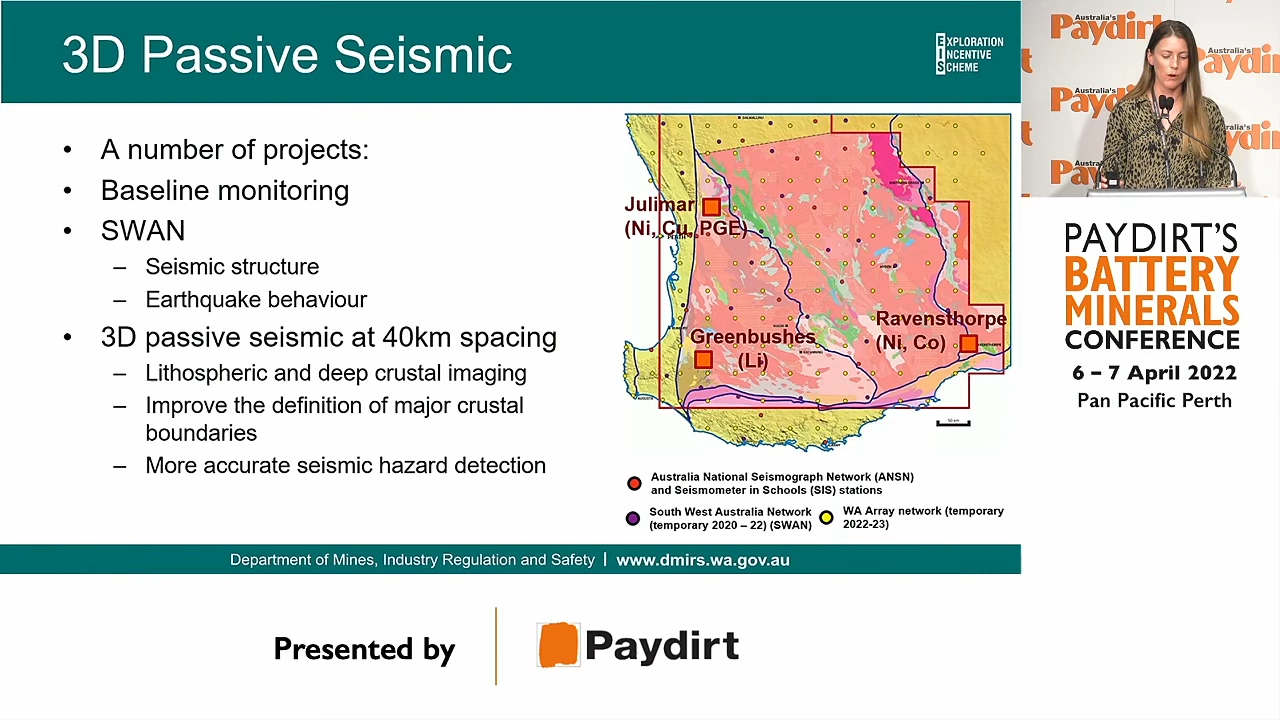 3D Passive Seismic
EXPLORATION
INCENTIVE
SCHEME
• A number of projects:
• Baseline monitoring
• SWAN
– Seismic structure
– Earthquake behaviour
• 3D passive seismic at 40km spacing
– Lithospheric and deep crustal imaging
– Improve the definition of major crustal
boundaries
– More accurate seismic hazard detection
Julimar
(Ni, Cu, PGE)
Greenbushes
(Li)
Ravensthorpe
(Ni, Co)
Australia National Seismograph Network (ANSN)
and Seismometer in Schools (SIS) stations
South West Australia Network
(temporary 2020 – 22) (SWAN)
WA Array network (temporary
2022-23)
Department of Mines, Industry Regulation and Safety | www.dmirs.wa.gov.au
Australia's
Paydirt
Australia's
Paydirt
Australia's
PAYDIRT'S
BATTERY
MINERALS
CONFERENCE
6 – 7 April 2022
Pan Pacific Perth
Presented by
Paydirt